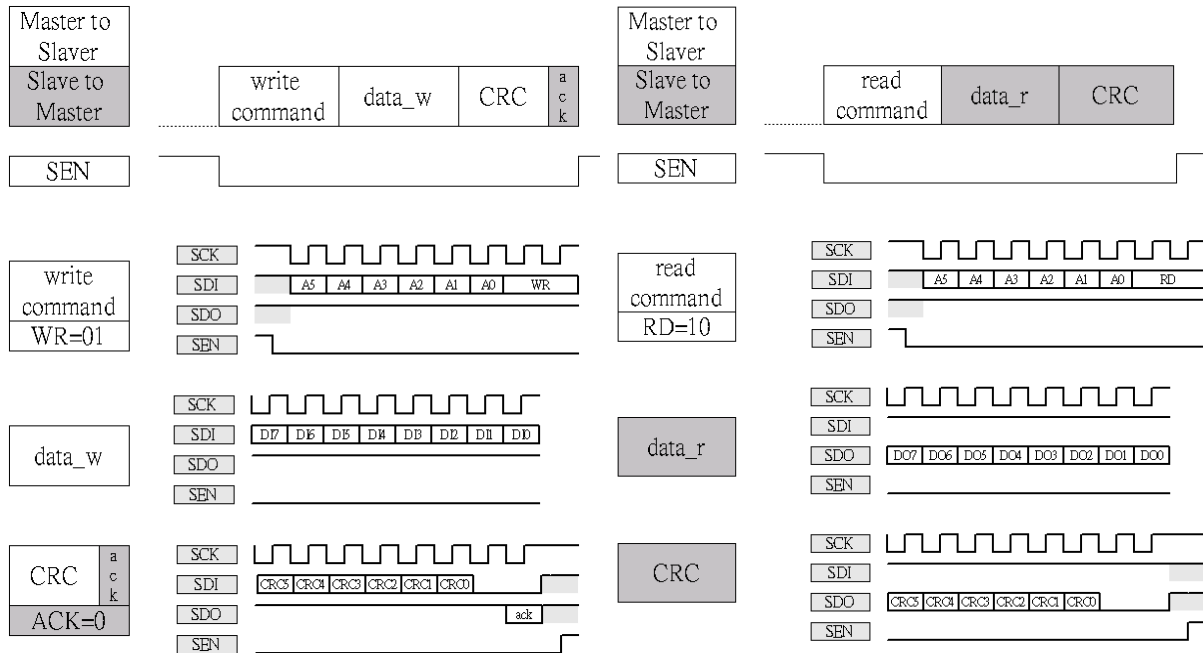 Master to
Slaver
Slave to
Master
write
command
data_w
CRC
a
c
k
SEN
write
command
WR=01
SCK
SDI
A5 A4 A3 A2 A1 A0 WR
SDO
SEN
data_w
SCK
SDI
DI7 DI6 DI5 DI4 DI3 DI2 DI1 DI0
SDO
SEN
CRC
a
c
k
ACK=0
SCK
SDI
CRC5 CRC4 CRC3 CRC2 CRC1 CRC0
SDO
ack
SEN
Master to
Slaver
Slave to
Master
read
command
data_r
CRC
SEN
read
command
RD=10
SCK
SDI
A5 A4 A3 A2 A1 A0 RD
SDO
SEN
data_r
SCK
SDI
SDO
DO7 DO6 DO5 DO4 DO3 DO2 DO1 DO0
SEN
CRC
SCK
SDI
SDO
CRC5 CRC4 CRC3 CRC2 CRC1 CRC0
SEN